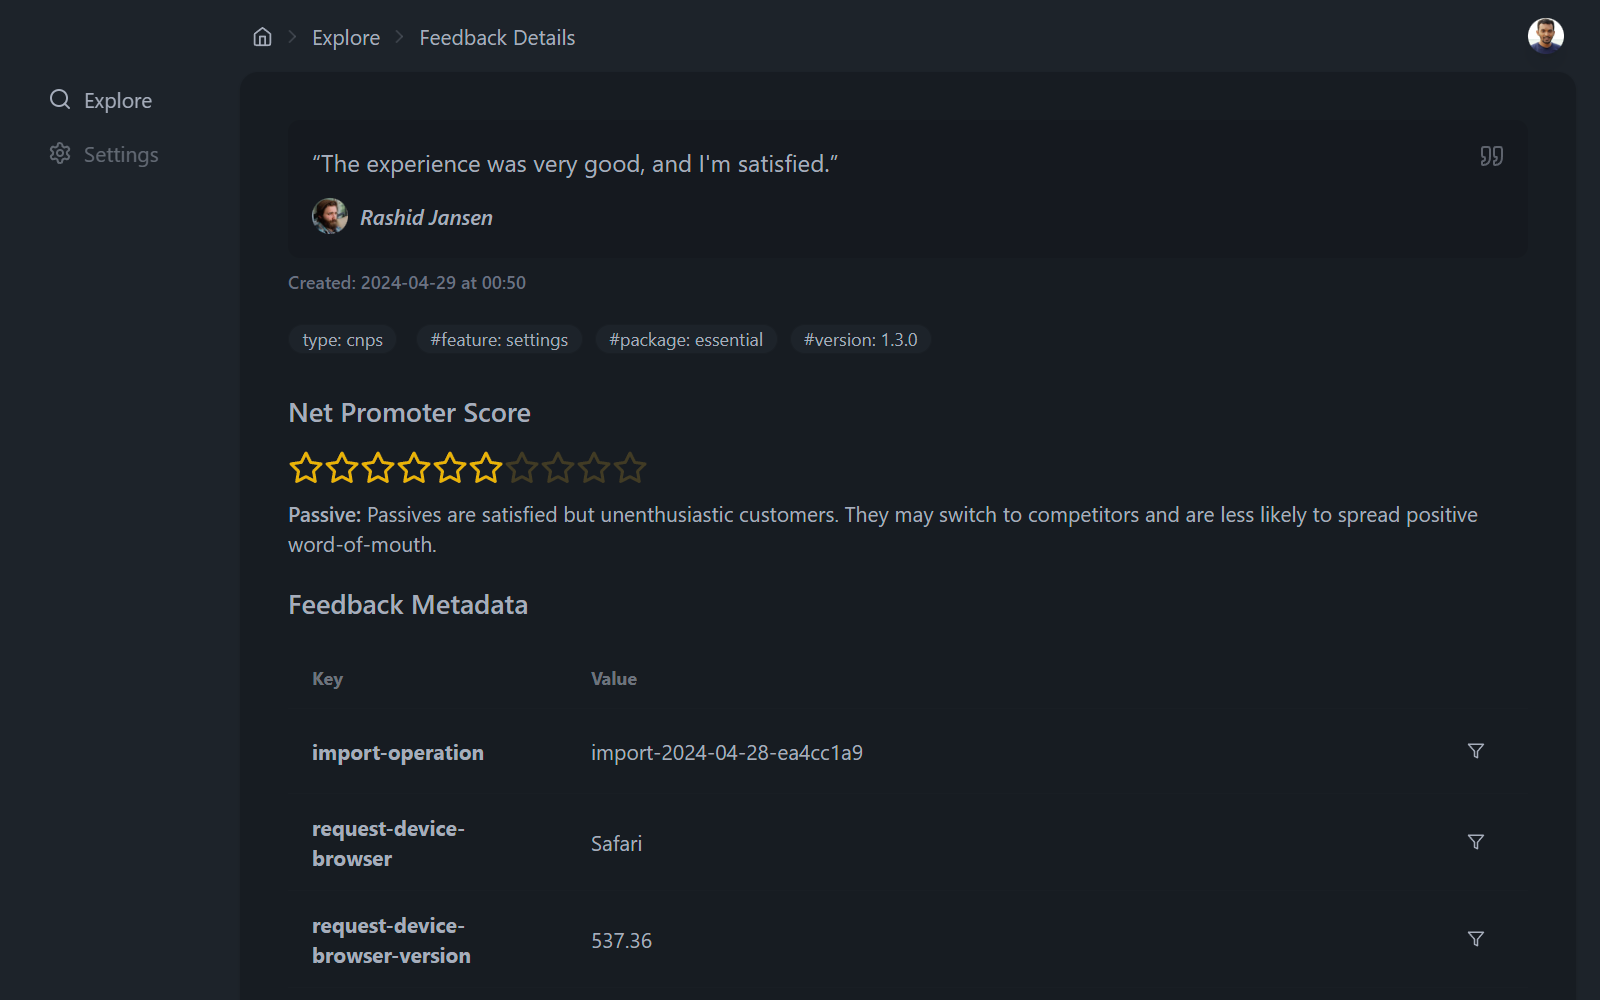 Explore
Feedback Details
Explore
Settings
“The experience was very good, and I'm satisfied.”
Rashid Jansen
Created: 2024-04-29 at 00:50
type: cnps
#feature: settings
#package: essential
#version: 1.3.0
Net Promoter Score
Passive: Passives are satisfied but unenthusiastic customers. They may switch to competitors and are less likely to spread positive
word-of-mouth.
Feedback Metadata
Key
Value
import-operation
import-2024-04-28-ea4cc1a9
request-device-
browser
Safari
request-device-
browser-version
537.36